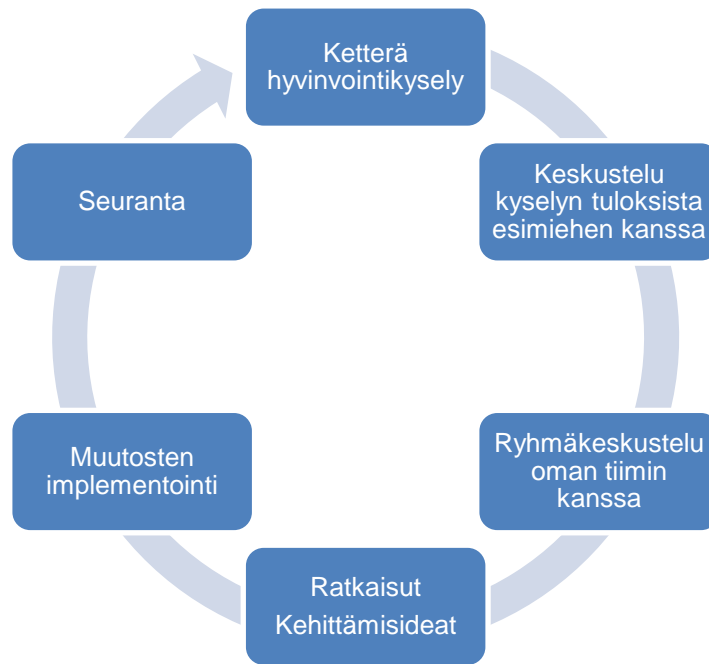 Ketterä
hyvinvointikysely
Keskustelu
kyselyn tuloksista
esimiehen kanssa
Ryhmäkeskustelu
oman tiimin
kanssa
Ratkaisut
Kehittämisideat
Muutosten
implementointi
Seuranta